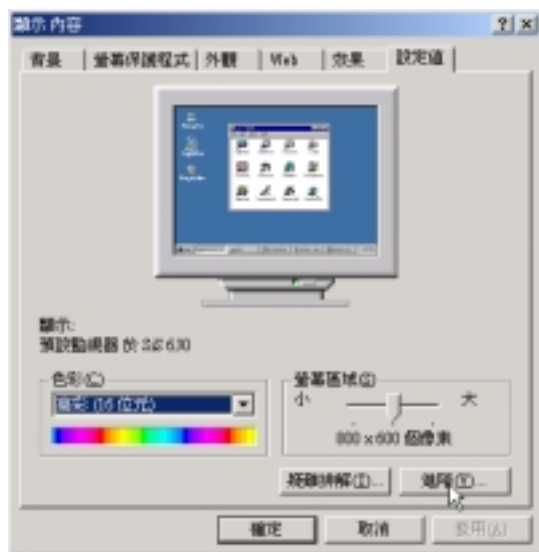 顯示 內容
背景 螢幕保護程式 外觀 Web 效果 設定值
顯示:
預設監視器 於 SiS 630
色彩(C)
高彩 (16 位元)
螢幕區域(S)
小 大
800 x 600 個像素
疑難排解(T)... 進階(V)...
確定 取消 套用(A)